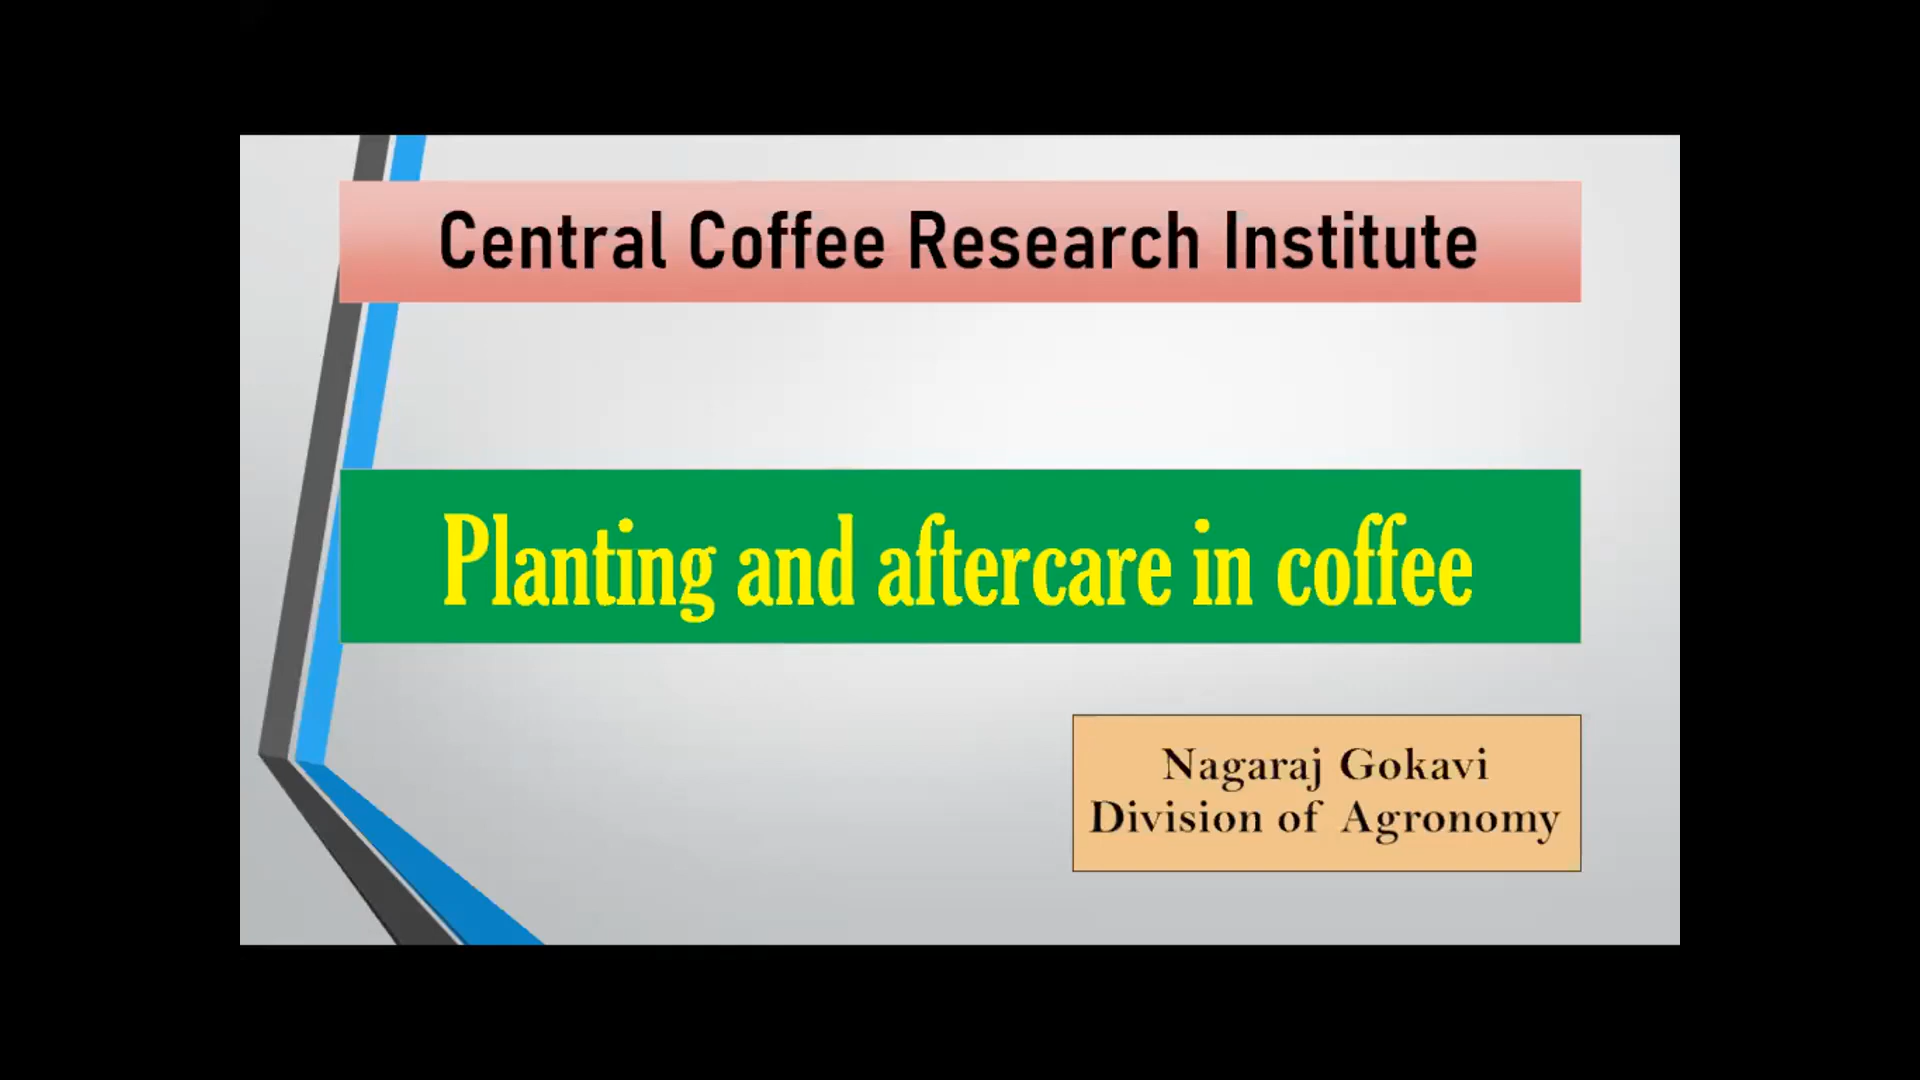 Central Coffee Research Institute
Planting and aftercare in coffee
Nagaraj Gokavi
Division of Agronomy